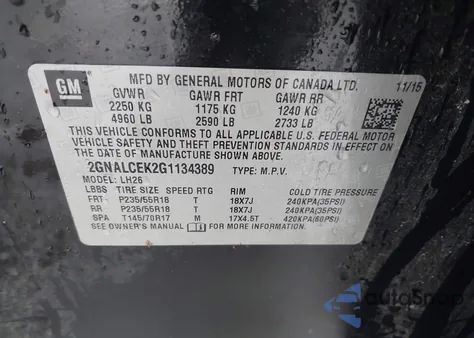 GM
MFD BY GENERAL MOTORS OF CANADA LTD.
11/15
GVWR GAWR FRT GAWR RR
2250 KG 1175 KG 1240 KG
4960 LB 2590 LB 2733 LB
THIS VEHICLE CONFORMS TO ALL APPLICABLE U.S. FEDERAL MOTOR
VEHICLE SAFETY AND THEFT PREVENTION STANDARDS IN EFFECT ON
THE DATE OF MANUFACTURE SHOWN ABOVE.
2GNALCEK2G1134389 TYPE: M.P.V.
MODEL: LH26
LBBS TIRE SIZE SPEED RTG RIM COLD TIRE PRESSURE
FRT P235/55R18 T 18X7J 240KPA(35PSI)
RR P235/55R18 T 18X7J 240KPA(35PSI)
SPA T145/70R17 M 17X4.5T 420KPA(60PSI)
SEE OWNER'S MANUAL FOR MORE INFORMATION.
autoSnap